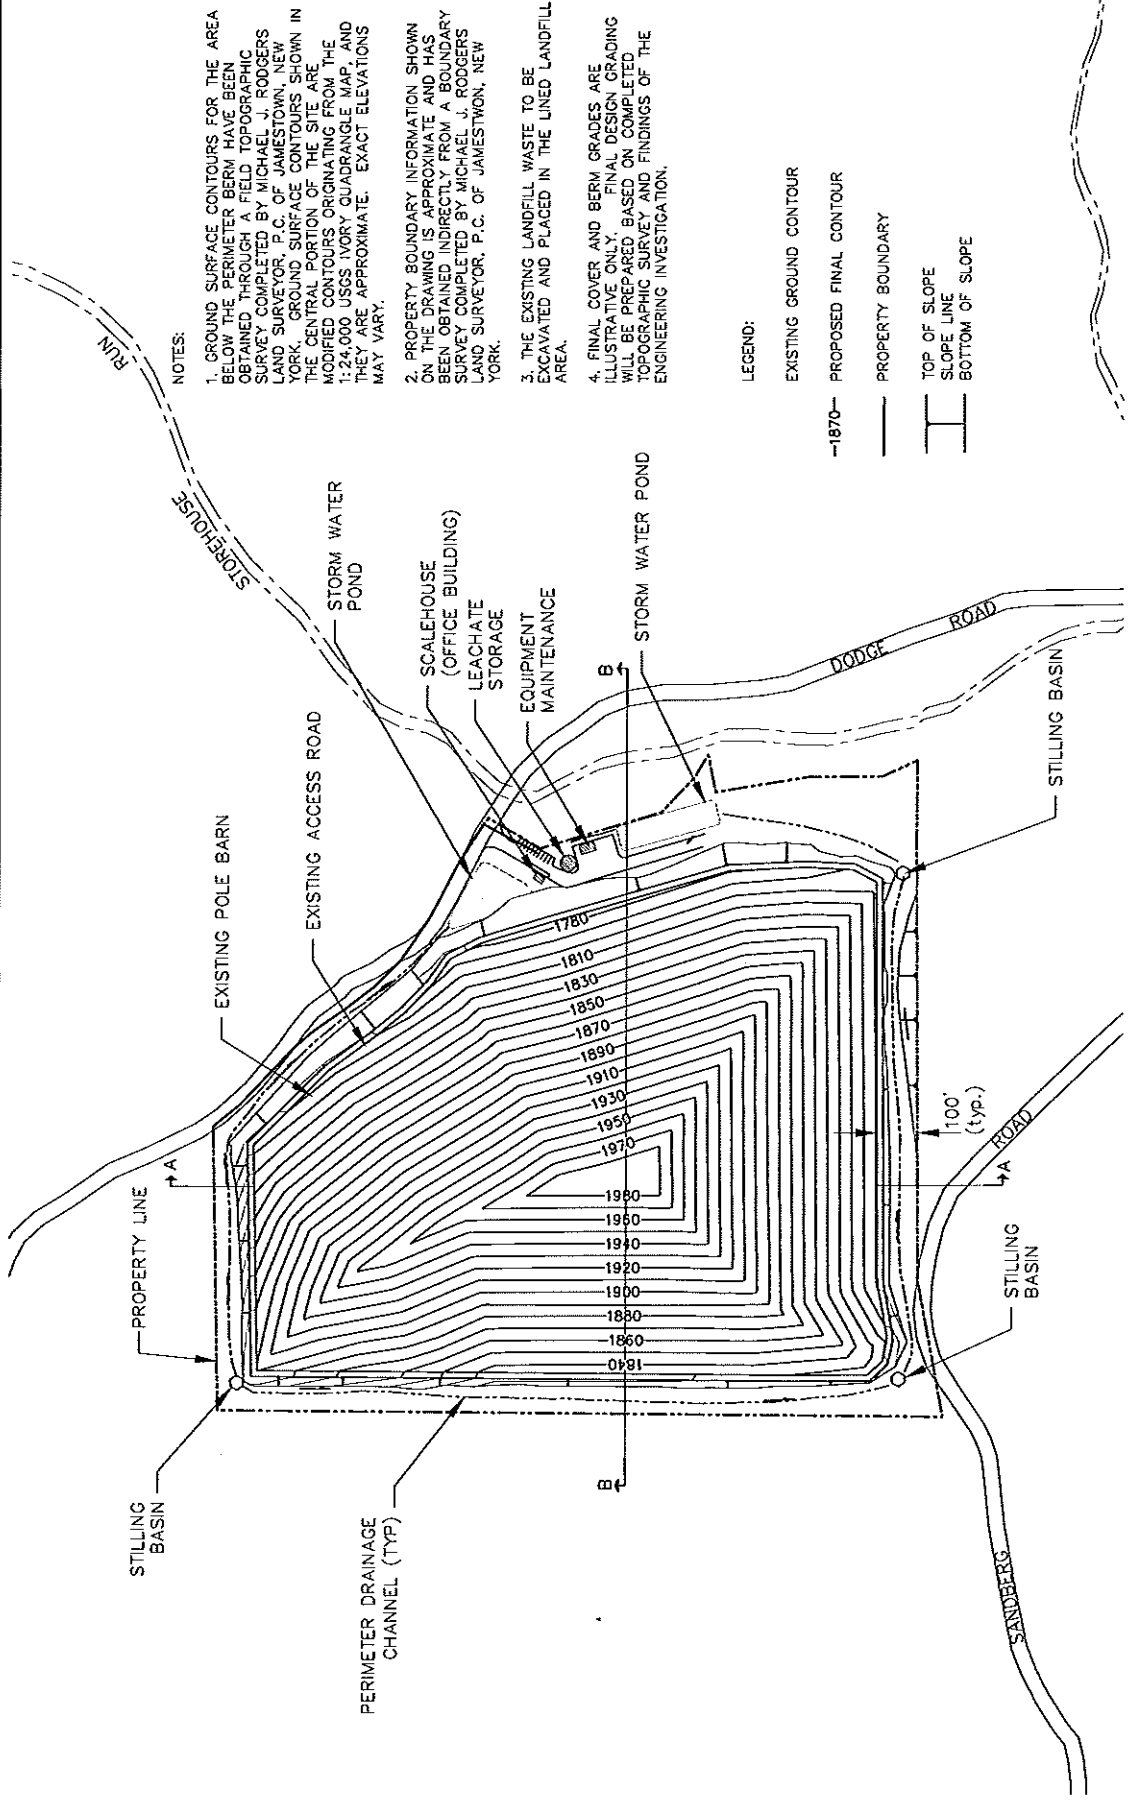 NOTES:
1. GROUND SURFACE CONTOURS FOR THE AREA
BELOW THE PERIMETER BERM HAVE BEEN
OBTAINED THROUGH A FIELD TOPOGRAPHIC
SURVEY COMPLETED BY MICHAEL J. RODGERS
LAND SURVEYOR, P.C. OF JAMESTOWN, NEW
YORK. GROUND SURFACE CONTOURS SHOWN IN
THE CENTRAL PORTION OF THE SITE ARE
MODIFIED CONTOURS ORIGINATING FROM THE
1:24,000 USGS IVORY QUADRANGLE MAP, AND
THEY ARE APPROXIMATE. EXACT ELEVATIONS
MAY VARY.
2. PROPERTY BOUNDARY INFORMATION SHOWN
ON THE DRAWING IS APPROXIMATE AND HAS
BEEN OBTAINED INDIRECTLY FROM A BOUNDARY
SURVEY COMPLETED BY MICHAEL J. RODGERS
LAND SURVEYOR, P.C. OF JAMESTWON, NEW
YORK.
3. THE EXISTING LANDFILL WASTE TO BE
EXCAVATED AND PLACED IN THE LINED LANDFILL
AREA.
4. FINAL COVER AND BERM GRADES ARE
ILLUSTRATIVE ONLY. FINAL DESIGN GRADING
WILL BE PREPARED BASED ON COMPLETED
TOPOGRAPHIC SURVEY AND FINDINGS OF THE
ENGINEERING INVESTIGATION.
LEGEND:
EXISTING GROUND CONTOUR
-1870- PROPOSED FINAL CONTOUR
PROPERTY BOUNDARY
TOP OF SLOPE
SLOPE LINE
BOTTOM OF SLOPE
STOREHOUSE
RUN
STORM WATER
POND
SCALEHOUSE
(OFFICE BUILDING)
LEACHATE
STORAGE
EQUIPMENT
MAINTENANCE
B
STORM WATER POND
DODGE
ROAD
STILLING BASIN
EXISTING POLE BARN
EXISTING ACCESS ROAD
1780
1810
1830
1850
1870
1890
1910
1930
1950
1970
1980
1960
1940
1920
1900
1880
1860
1840
A
PROPERTY LINE
100'
(typ.)
A
ROAD
STILLING
BASIN
STILLING
BASIN
PERIMETER DRAINAGE
CHANNEL (TYP)
B
SANDBERG